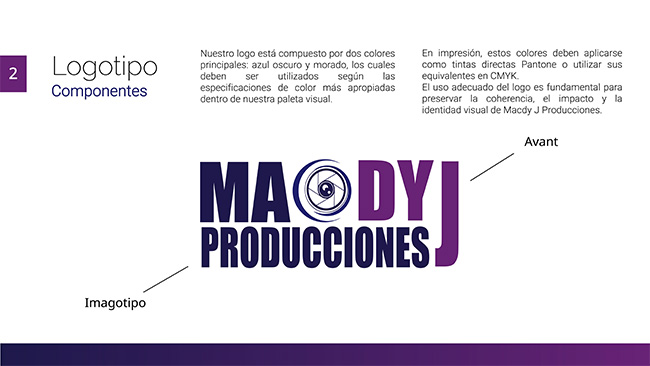 2
Logotipo
Componentes
Nuestro logo está compuesto por dos colores
principales: azul oscuro y morado, los cuales
deben ser utilizados según las
especificaciones de color más apropiadas
dentro de nuestra paleta visual.
En impresión, estos colores deben aplicarse
como tintas directas Pantone o utilizar sus
equivalentes en CMYK.
El uso adecuado del logo es fundamental para
preservar la coherencia, el impacto y la
identidad visual de Macdy J Producciones.
Avant
MACDY J
PRODUCCIONES
Imagotipo